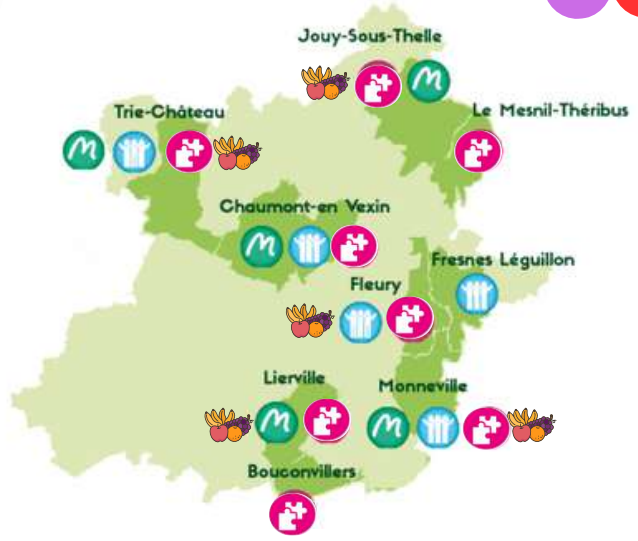 Jouy-Sous-Thelle
Le Mesnil-Théribus
Trie-Château
Chaumont-en Vexin
Fresnes Léguillon
Fleury
Lierville
Monneville
Bouconvillers